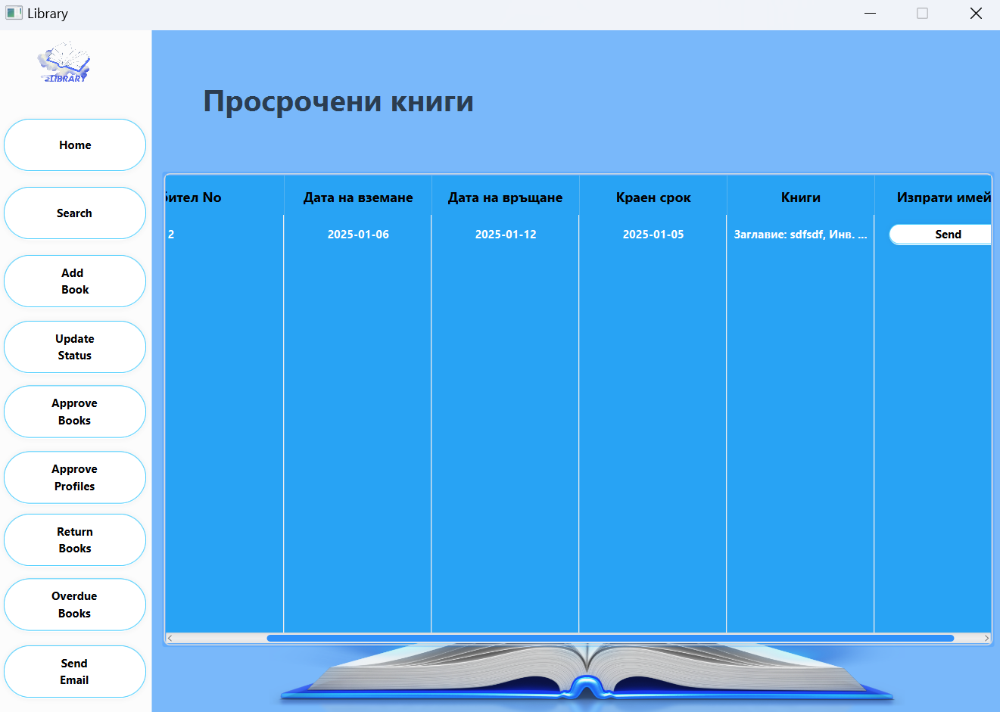 Library
eLIBRARY
Home
Search
Add
Book
Update
Status
Approve
Books
Approve
Profiles
Return
Books
Overdue
Books
Send
Email
Просрочени книги
бител No Дата на вземане Дата на връщане Краен срок Книги Изпрати имей
2 2025-01-06 2025-01-12 2025-01-05 Заглавие: sdfsdf, Инв. ... Send